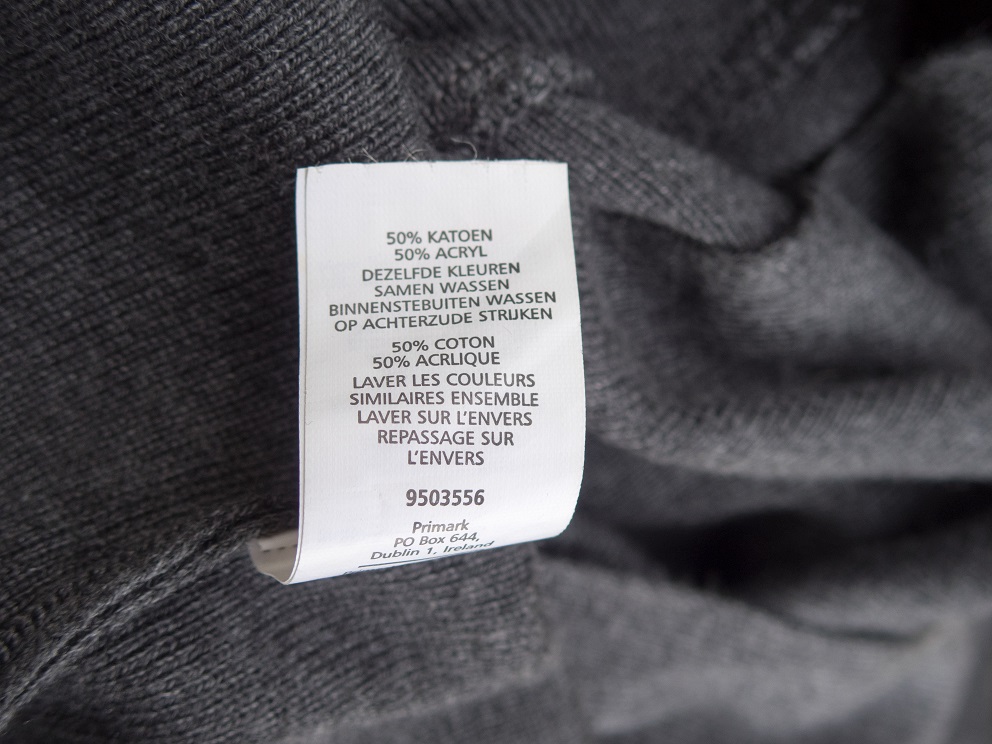 50% KATOEN
50% ACRYL
DEZELFDE KLEUREN
SAMEN WASSEN
BINNENSTEBUITEN WASSEN
OP ACHTERZUDE STRIJKEN
50% COTON
50% ACRLIQUE
LAVER LES COULEURS
SIMILAIRES ENSEMBLE
LAVER SUR L'ENVERS
REPASSAGE SUR
L'ENVERS
9503556
Primark
PO Box 644,
Dublin 1, Ireland